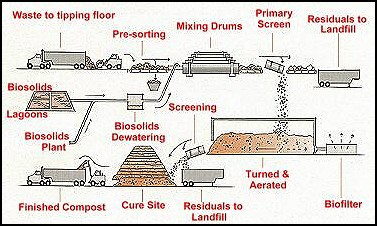 Waste to tipping floor
Pre-sorting
Mixing Drums
Primary
Screen
Residuals to
Landfill
Biosolids
Lagoons
Biosolids
Plant
Biosolids
Dewatering
Screening
Finished Compost
Cure Site
Residuals to
Landfill
Turned &
Aerated
Biofilter